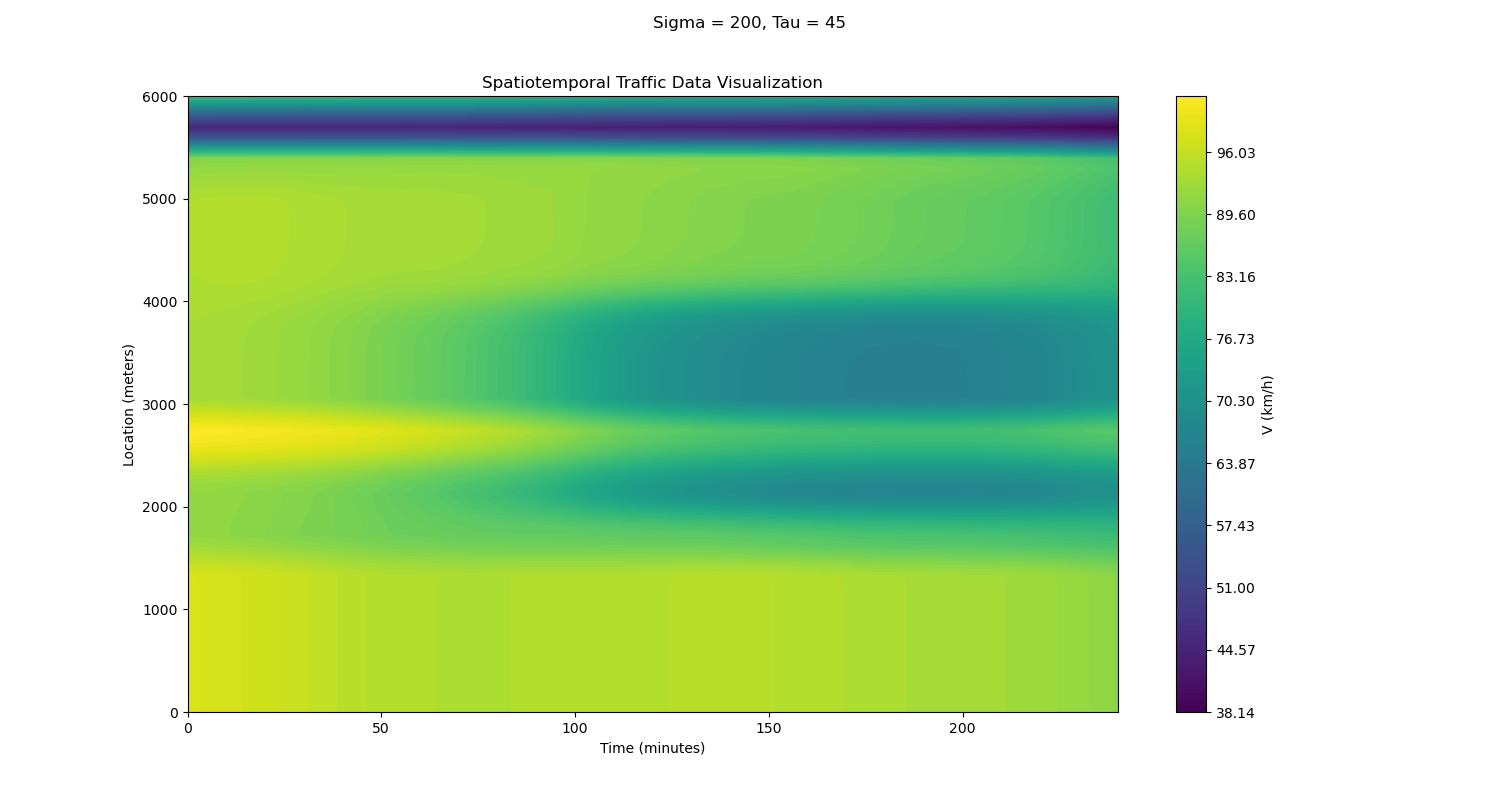 Sigma = 200, Tau = 45
Spatiotemporal Traffic Data Visualization
6000
5000
4000
3000
2000
1000
0
Location (meters)
0 50 100 150 200
Time (minutes)
96.03
89.60
83.16
76.73
70.30
63.87
57.43
51.00
44.57
38.14
V (km/h)